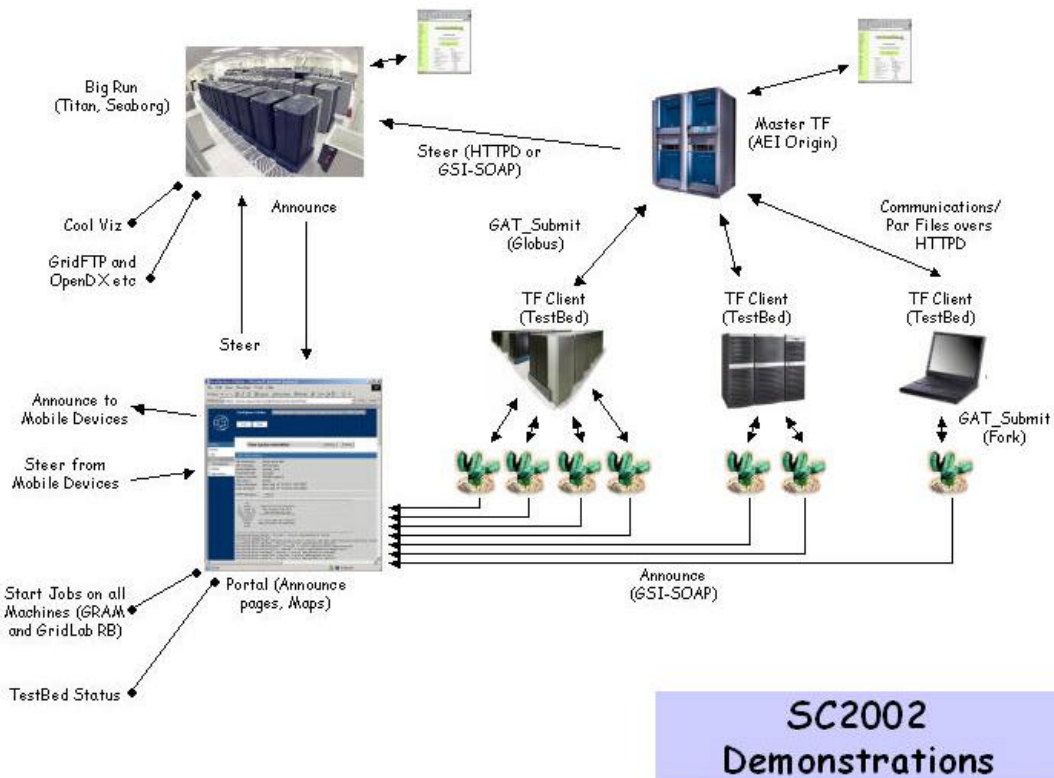 Big Run
(Titan, Seaborg)
Master TF
(AEI Origin)
Steer (HTTPD or
GSI-SOAP)
Announce
Cool Viz
GridFTP and
OpenDX etc
GAT_Submit
(Globus)
Communications/
Par Files overs
HTTPD
TF Client
(TestBed)
TF Client
(TestBed)
TF Client
(TestBed)
Steer
Announce to
Mobile Devices
Steer from
Mobile Devices
GAT_Submit
(Fork)
Start Jobs on all
Machines (GRAM
and GridLab RB)
Portal (Announce
pages, Maps)
Announce
(GSI-SOAP)
TestBed Status
SC2002
Demonstrations